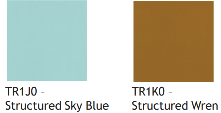 TR1J0 – TR1K0 –
Structured Sky Blue Structured Wren